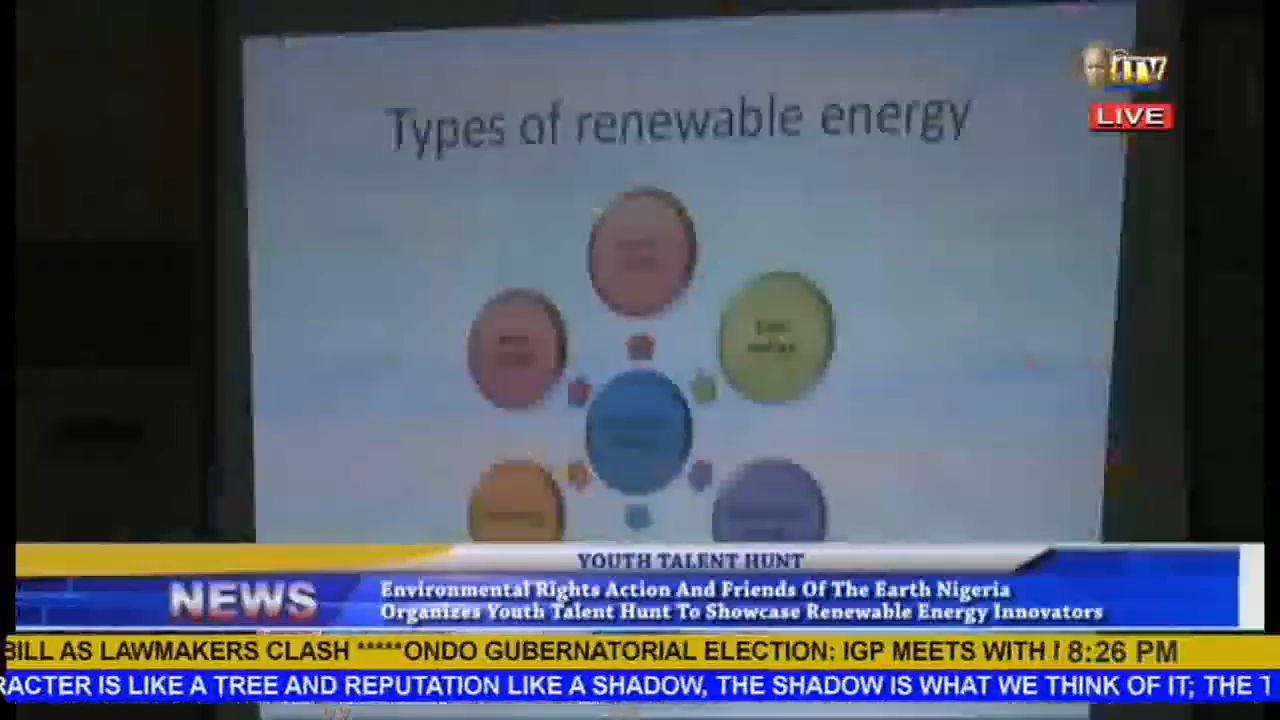 Types of renewable energy
ITV
LIVE
YOUTH TALENT HUNT
NEWS
Environmental Rights Action And Friends Of The Earth Nigeria
Organizes Youth Talent Hunt To Showcase Renewable Energy Innovators
BILL AS LAWMAKERS CLASH *****ONDO GUBERNATORIAL ELECTION: IGP MEETS WITH
8:26 PM
RACTER IS LIKE A TREE AND REPUTATION LIKE A SHADOW, THE SHADOW IS WHAT WE THINK OF IT; THE T